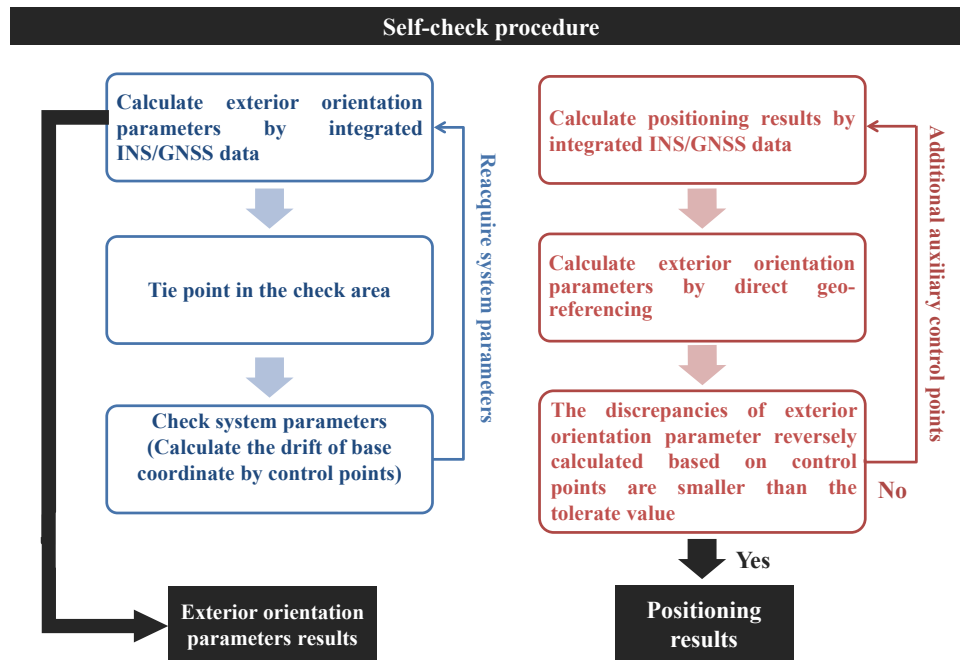 Self-check procedure
Calculate exterior orientation
parameters by integrated
INS/GNSS data
Tie point in the check area
Check system parameters
(Calculate the drift of base
coordinate by control points)
Reacquire system parameters
Exterior orientation
parameters results
Calculate positioning results by
integrated INS/GNSS data
Calculate exterior orientation
parameters by direct geo-
referencing
The discrepancies of exterior
orientation parameter reversely
calculated based on control
points are smaller than the
tolerate value
Additional auxiliary control
points
No
Yes
Positioning
results